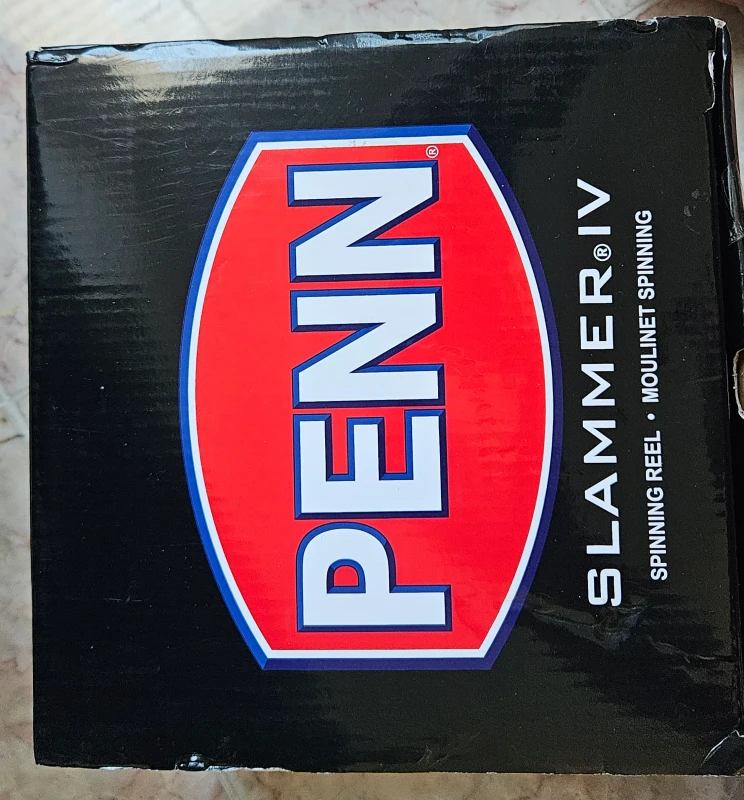 PENN®
SLAMMER® IV
SPINNING REEL • MOULINET SPINNING